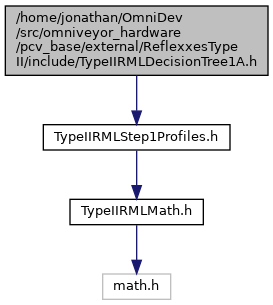 /home/jonathan/OmniDev
/src/omniveyor_hardware
/pcv_base/external/ReflexxesType
II/include/TypeIIRMLDecisionTree1A.h
TypeIIRMLStep1Profiles.h
TypeIIRMLMath.h
math.h